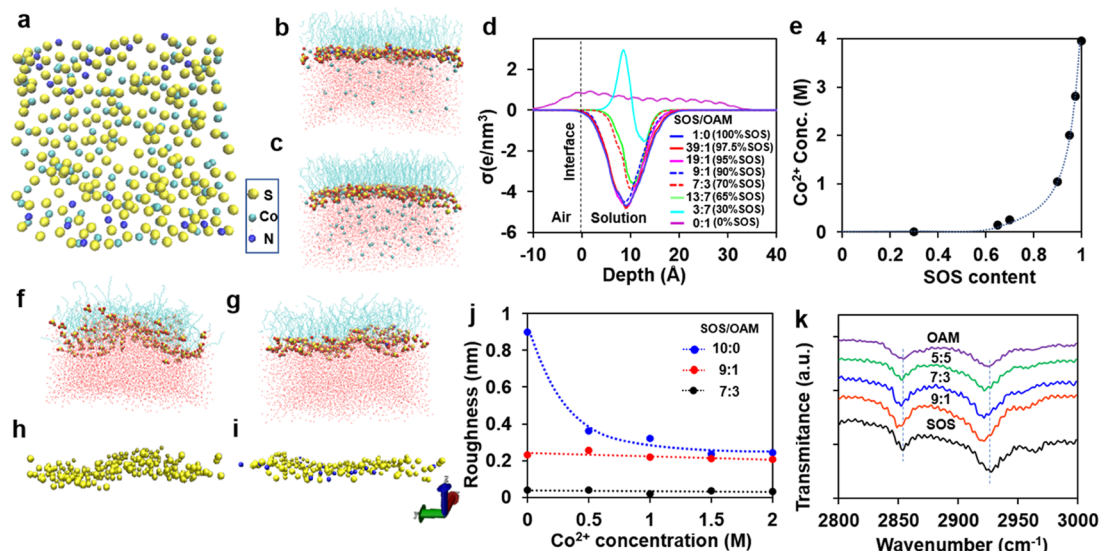 a
S
Co
N
b
c
d
σ(e/nm³)
2
0
-2
-4
-6
Interface
Air
Solution
SOS/OAM
1:0 (100%SOS)
39:1 (97.5%SOS)
19:1 (95%SOS)
9:1 (90%SOS)
7:3 (70%SOS)
13:7 (65%SOS)
3:7 (30%SOS)
0:1 (0%SOS)
-10 0 10 20 30 40
Depth (Å)
e
Co²⁺ Conc. (M)
4
3
2
1
0
0 0.2 0.4 0.6 0.8 1
SOS content
f
g
h
i
j
Roughness (nm)
1
0.8
0.6
0.4
0.2
0
SOS/OAM
10:0
9:1
7:3
0 0.5 1 1.5 2
Co²⁺ concentration (M)
k
Transmitance (a.u.)
OAM
5:5
7:3
9:1
SOS
2800 2850 2900 2950 3000
Wavenumber (cm⁻¹)